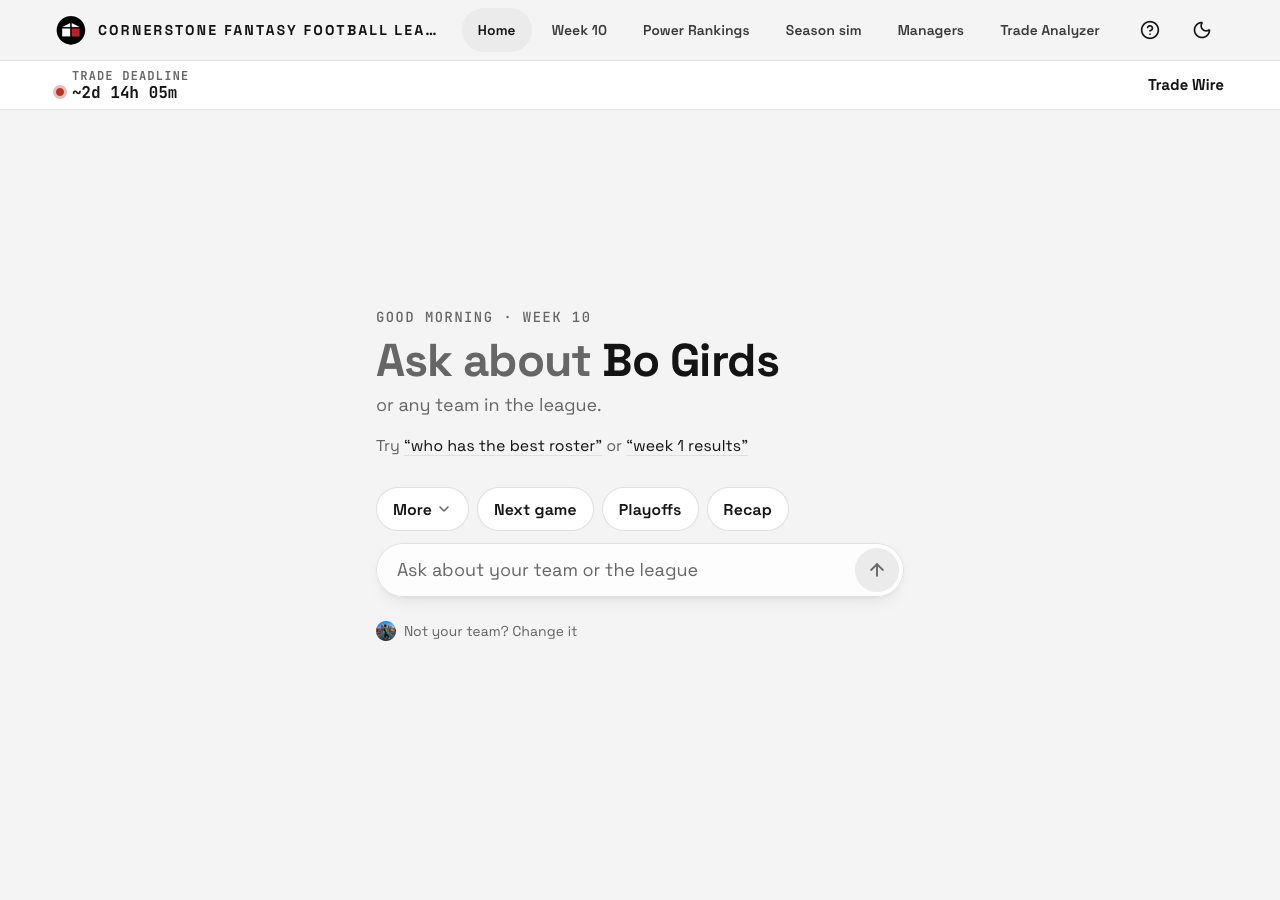 CORNERSTONE FANTASY FOOTBALL LEA…
Home
Week 10
Power Rankings
Season sim
Managers
Trade Analyzer
TRADE DEADLINE
~2d 14h 05m
Trade Wire
GOOD MORNING · WEEK 10
Ask about Bo Girds
or any team in the league.
Try “who has the best roster” or “week 1 results”
More
Next game
Playoffs
Recap
Ask about your team or the league
Not your team? Change it